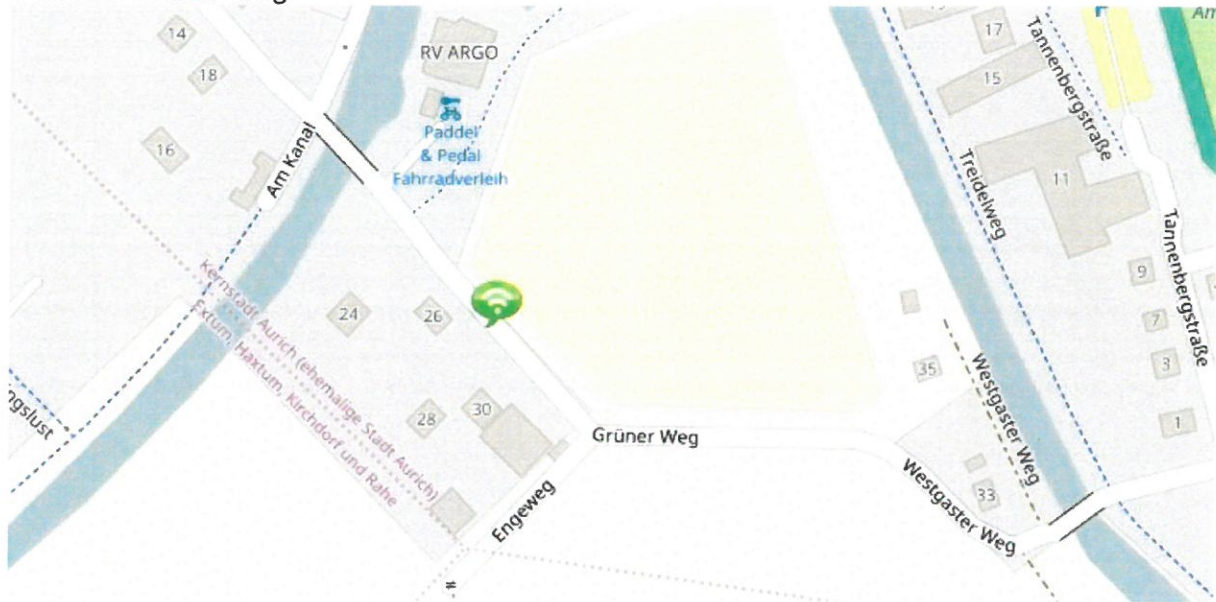 14
18
16
Am Kanal
RV ARGO
Paddel
& Pedal
Fahrradverleih
17
15
11
Tannenbergstraße
Treidelweg
Tannenbergstraße
9
7
3
1
24
26
28
30
Kernstadt Aurich (ehemalige Stadt Aurich)
Extum, Haxtum, Kirchdorf und Rahe
ngslust
Engeweg
Grüner Weg
35
33
Westgaster Weg
Westgaster Weg
Am